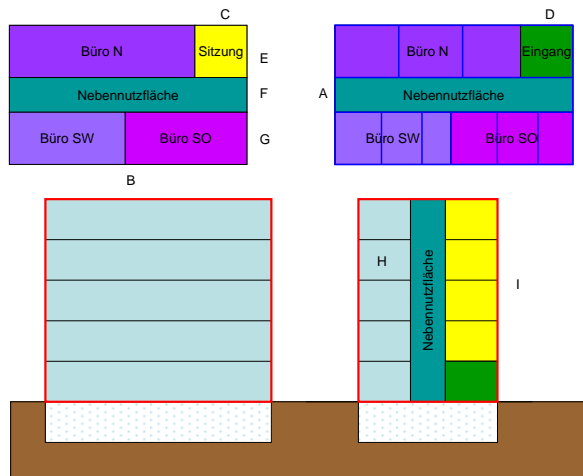 C
D
Büro N
Sitzung
E
Büro N
Eingang
Nebennutzfläche
F
A
Nebennutzfläche
Büro SW
Büro SO
G
Büro SW
Büro SO
B
H
Nebennutzfläche
I